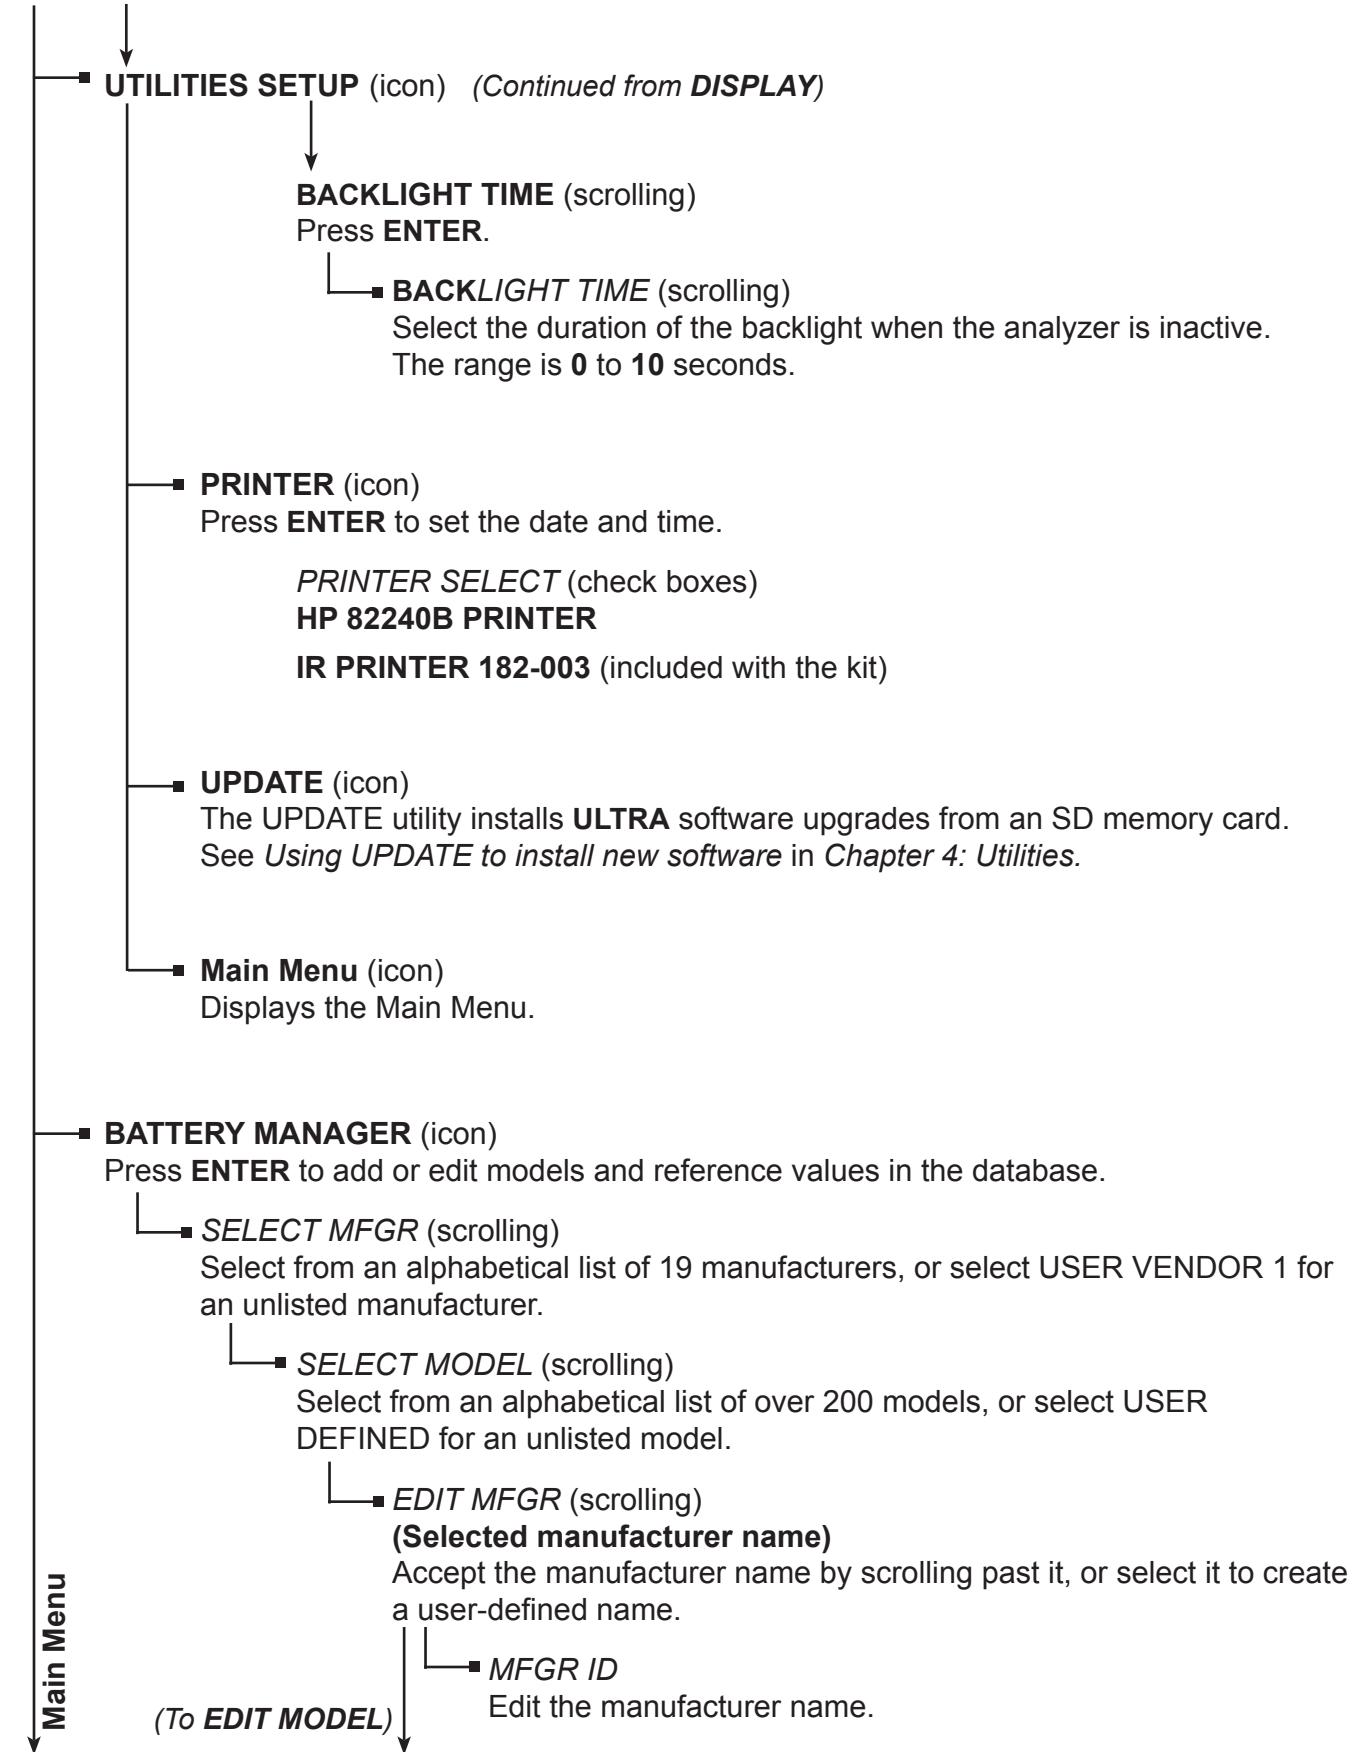 UTILITIES SETUP (icon) (Continued from DISPLAY)
BACKLIGHT TIME (scrolling)
Press ENTER.
BACKLIGHT TIME (scrolling)
Select the duration of the backlight when the analyzer is inactive.
The range is 0 to 10 seconds.
PRINTER (icon)
Press ENTER to set the date and time.
PRINTER SELECT (check boxes)
HP 82240B PRINTER
IR PRINTER 182-003 (included with the kit)
UPDATE (icon)
The UPDATE utility installs ULTRA software upgrades from an SD memory card.
See Using UPDATE to install new software in Chapter 4: Utilities.
Main Menu (icon)
Displays the Main Menu.
BATTERY MANAGER (icon)
Press ENTER to add or edit models and reference values in the database.
SELECT MFGR (scrolling)
Select from an alphabetical list of 19 manufacturers, or select USER VENDOR 1 for
an unlisted manufacturer.
SELECT MODEL (scrolling)
Select from an alphabetical list of over 200 models, or select USER
DEFINED for an unlisted model.
EDIT MFGR (scrolling)
(Selected manufacturer name)
Accept the manufacturer name by scrolling past it, or select it to create
a user-defined name.
MFGR ID
Edit the manufacturer name.
(To EDIT MODEL)
Main Menu